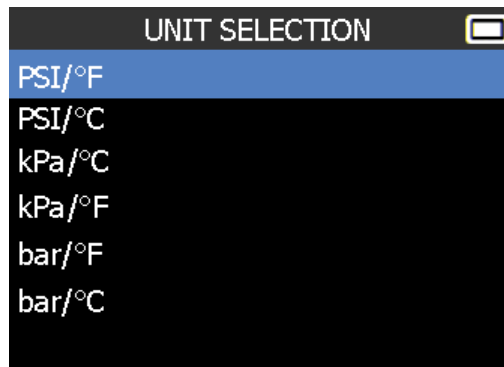 UNIT SELECTION
PSI/°F
PSI/°C
kPa/°C
kPa/°F
bar/°F
bar/°C